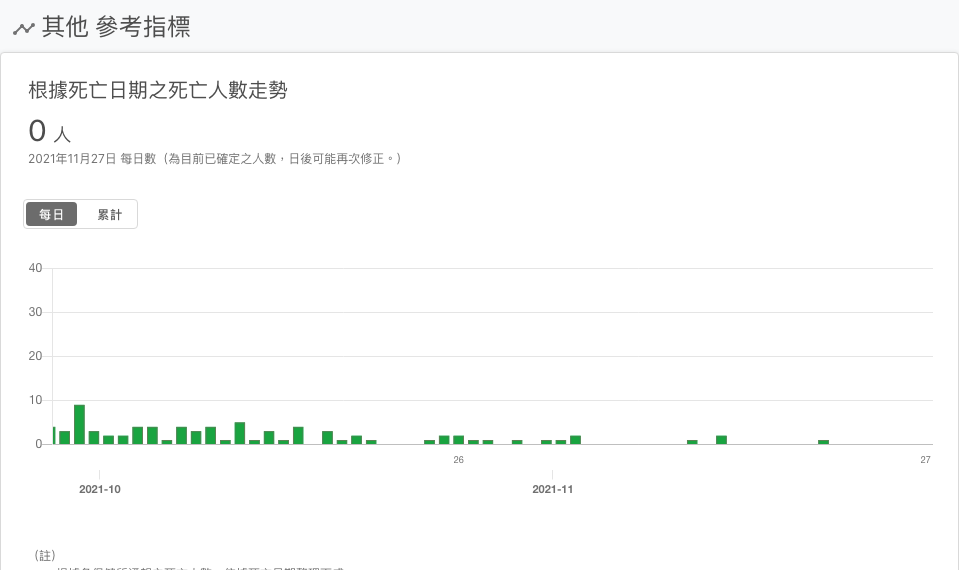 其他 參考指標
根據死亡日期之死亡人數走勢
0 人
2021年11月27日 每日數（為目前已確定之人數，日後可能再次修正。）
每日 累計
40
30
20
10
0
26 27
2021-10 2021-11
（註）